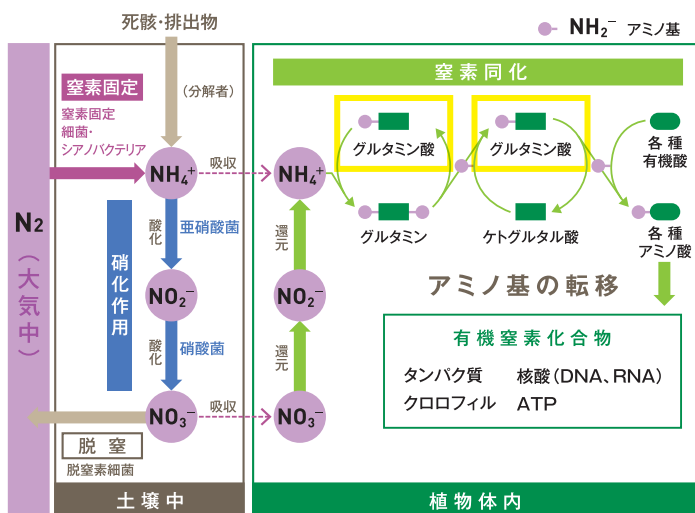 死骸・排出物
NH₂⁻ アミノ基
窒素同化
窒素固定
窒素固定
細菌・
シアノバクテリア
(分解者)
グルタミン酸
グルタミン酸
各種
有機酸
NH₄⁺
吸収
NH₄⁺
N2
(大気中)
硝化作用
酸化
亜硝酸菌
還元
グルタミン
ケトグルタル酸
各種
アミノ酸
NO₂⁻
NO₂⁻
アミノ基の転移
酸化
硝酸菌
還元
有機窒素化合物
タンパク質 核酸(DNA、RNA)
クロロフィル ATP
NO₃⁻
吸収
NO₃⁻
脱窒
脱窒素細菌
土壌中
植物体内